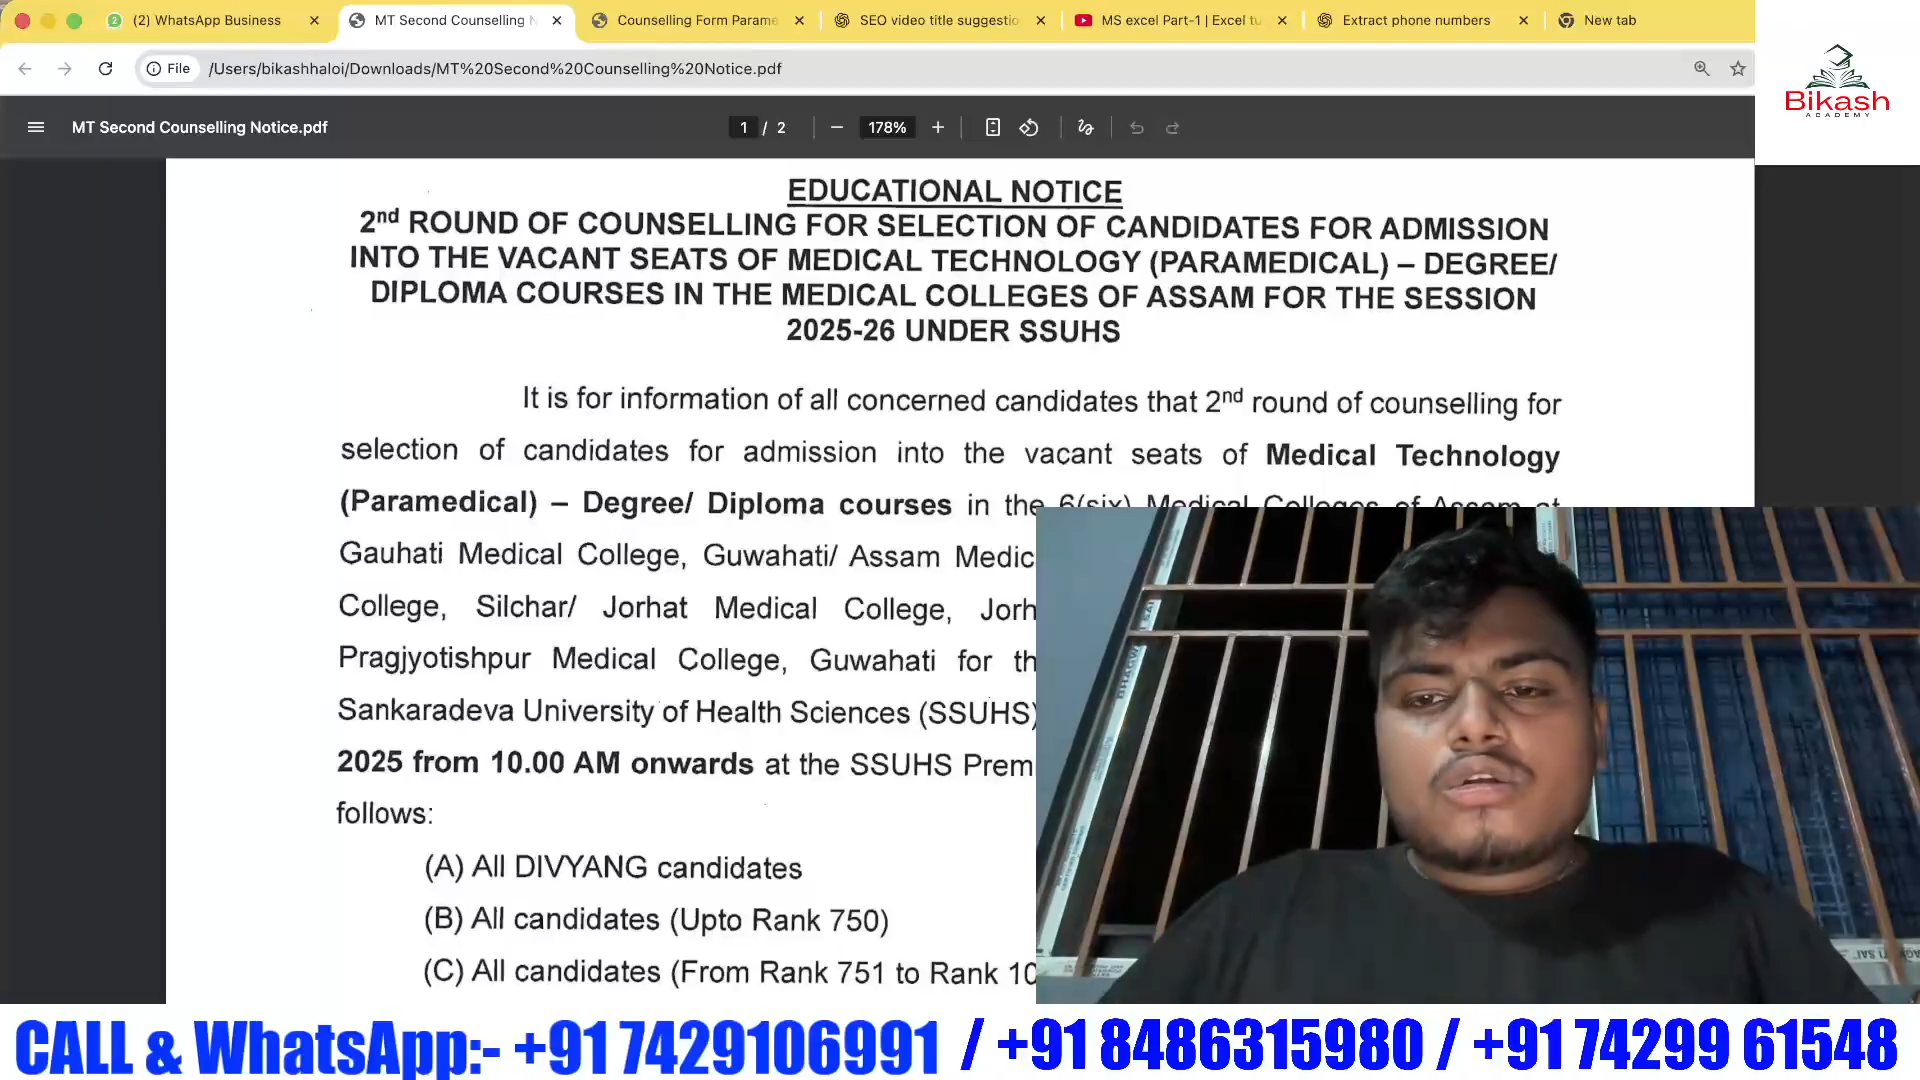 (2) WhatsApp Business
MT Second Counselling N
Counselling Form Parame
SEO video title suggestio
MS excel Part-1 | Excel tu
Extract phone numbers
New tab
File
/Users/bikashhaloi/Downloads/MT%20Second%20Counselling%20Notice.pdf
Bikash
ACADEMY
MT Second Counselling Notice.pdf
1 / 2
178%
EDUCATIONAL NOTICE
2nd ROUND OF COUNSELLING FOR SELECTION OF CANDIDATES FOR ADMISSION
INTO THE VACANT SEATS OF MEDICAL TECHNOLOGY (PARAMEDICAL) – DEGREE/
DIPLOMA COURSES IN THE MEDICAL COLLEGES OF ASSAM FOR THE SESSION
2025-26 UNDER SSUHS
It is for information of all concerned candidates that 2nd round of counselling for
selection of candidates for admission into the vacant seats of Medical Technology
(Paramedical) – Degree/ Diploma courses in the 6(six) Medical Colleges of Assam at
Gauhati Medical College, Guwahati/ Assam Medic
College, Silchar/ Jorhat Medical College, Jorh
Pragjyotishpur Medical College, Guwahati for th
Sankaradeva University of Health Sciences (SSUHS)
2025 from 10.00 AM onwards at the SSUHS Prem
follows:
(A) All DIVYANG candidates
(B) All candidates (Upto Rank 750)
(C) All candidates (From Rank 751 to Rank 10
CALL & WhatsApp:- +91 7429106991 / +91 8486315980 / +91 74299 61548